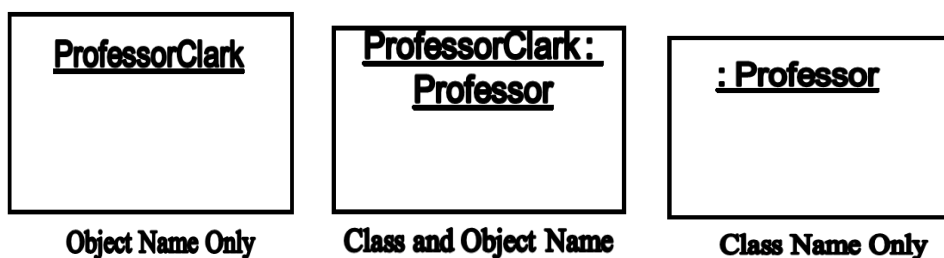 ProfessorClark
ProfessorClark :
Professor
: Professor
Object Name Only
Class and Object Name
Class Name Only